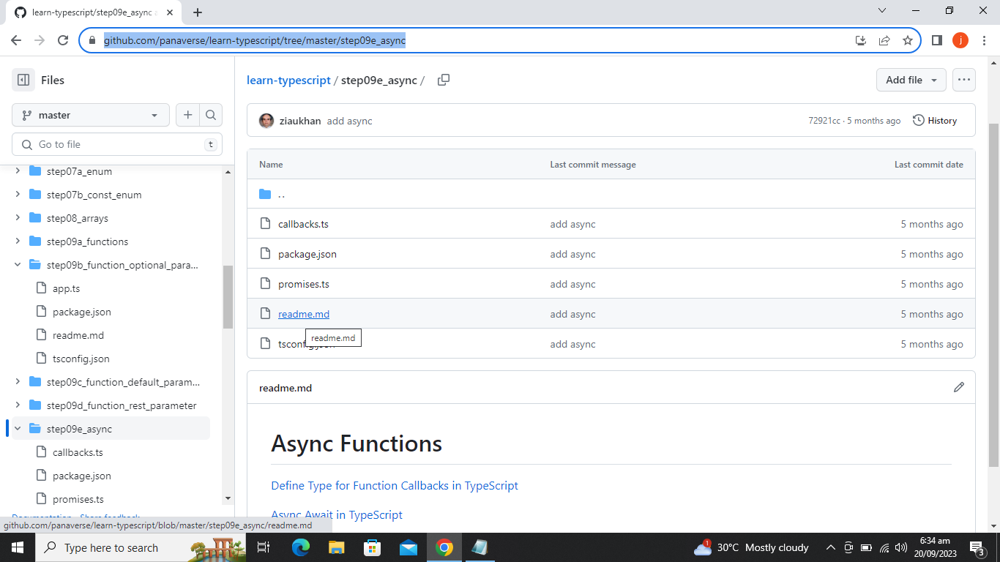 learn-typescript/step09e_async a
github.com/panaverse/learn-typescript/tree/master/step09e_async
j
Files
master
Go to file
t
step07a_enum
step07b_const_enum
step08_arrays
step09a_functions
step09b_function_optional_para...
app.ts
package.json
readme.md
tsconfig.json
step09c_function_default_param...
step09d_function_rest_parameter
step09e_async
callbacks.ts
package.json
promises.ts
Documentation · Share feedback
learn-typescript / step09e_async /
Add file
ziaukhan add async
72921cc · 5 months ago
History
Name Last commit message Last commit date
..
callbacks.ts add async 5 months ago
package.json add async 5 months ago
promises.ts add async 5 months ago
readme.md add async 5 months ago
readme.md
tsconfig.json add async 5 months ago
readme.md
Async Functions
Define Type for Function Callbacks in TypeScript
Async Await in TypeScript
github.com/panaverse/learn-typescript/blob/master/step09e_async/readme.md
Type here to search
1
30°C Mostly cloudy
6:34 am
20/09/2023
3